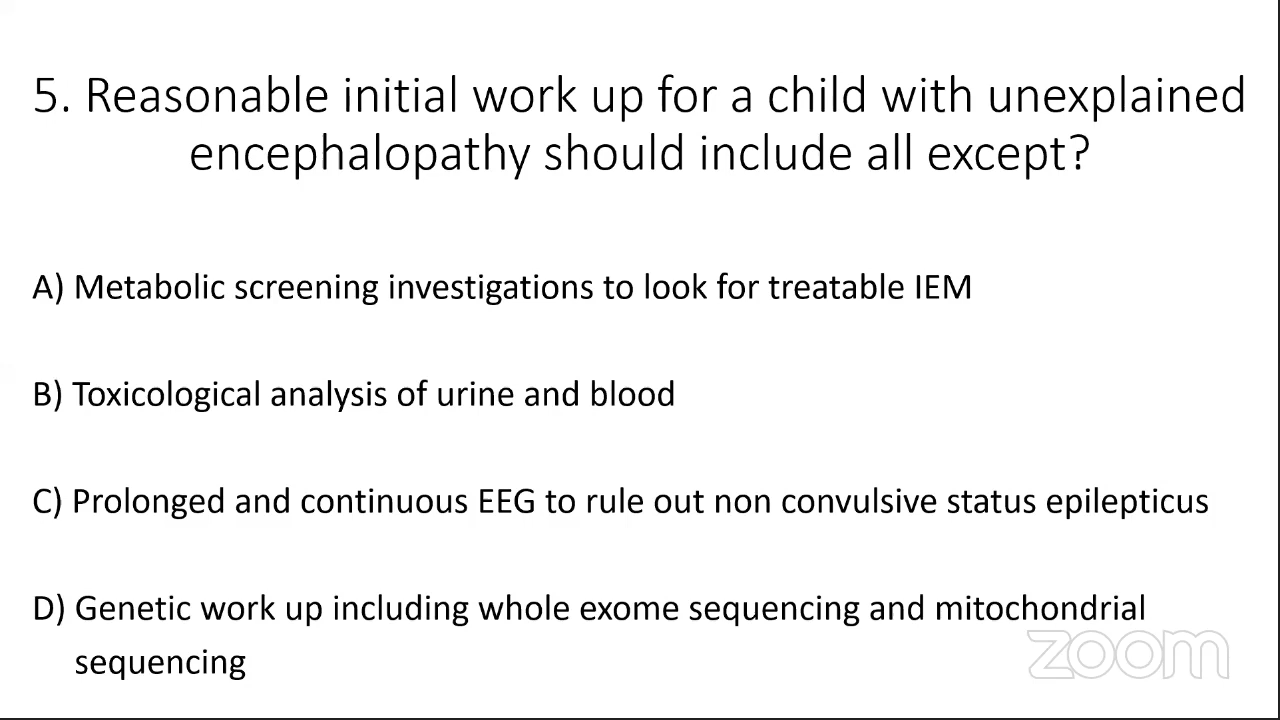 5. Reasonable initial work up for a child with unexplained
encephalopathy should include all except?
A) Metabolic screening investigations to look for treatable IEM
B) Toxicological analysis of urine and blood
C) Prolonged and continuous EEG to rule out non convulsive status epilepticus
D) Genetic work up including whole exome sequencing and mitochondrial
sequencing
zoom